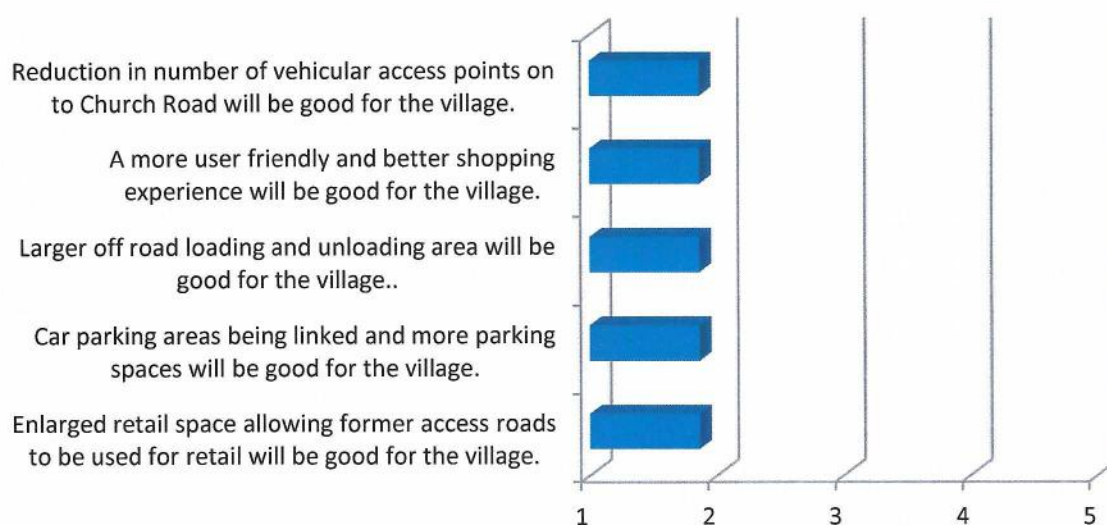 Reduction in number of vehicular access points on
to Church Road will be good for the village.
A more user friendly and better shopping
experience will be good for the village.
Larger off road loading and unloading area will be
good for the village..
Car parking areas being linked and more parking
spaces will be good for the village.
Enlarged retail space allowing former access roads
to be used for retail will be good for the village.
1 2 3 4 5